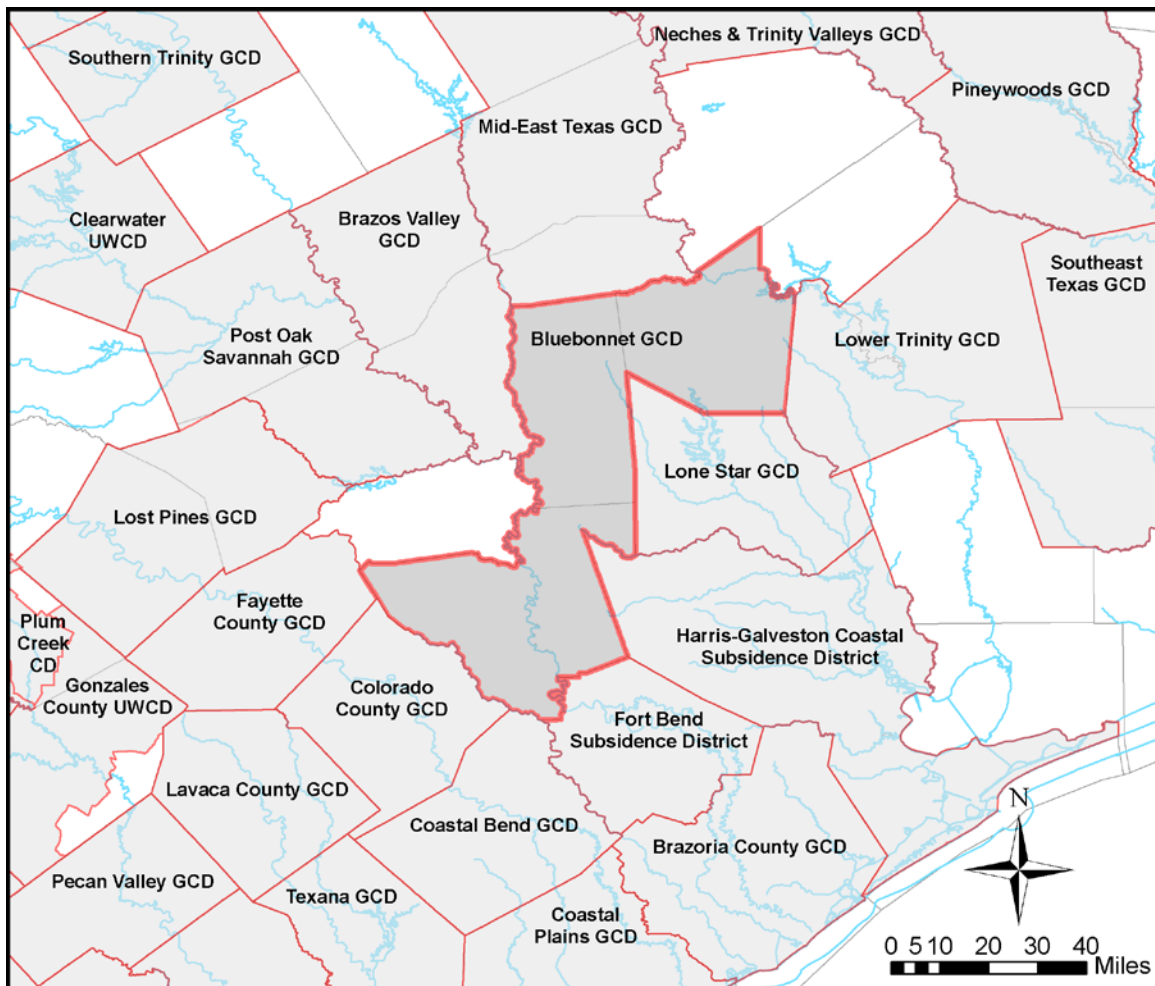 Neches & Trinity Valleys GCD
Southern Trinity GCD
Pineywoods GCD
Mid-East Texas GCD
Clearwater
UWCD
Brazos Valley
GCD
Southeast
Texas GCD
Post Oak
Savannah GCD
Bluebonnet GCD
Lower Trinity GCD
Lone Star GCD
Lost Pines GCD
Fayette
County GCD
Plum
Creek
CD
Harris-Galveston Coastal
Subsidence District
Gonzales
County UWCD
Colorado
County GCD
Fort Bend
Subsidence District
Lavaca County GCD
Coastal Bend GCD
Brazoria County GCD
Pecan Valley GCD
Texana GCD
Coastal
Plains GCD
N
0 5 10 20 30 40
Miles